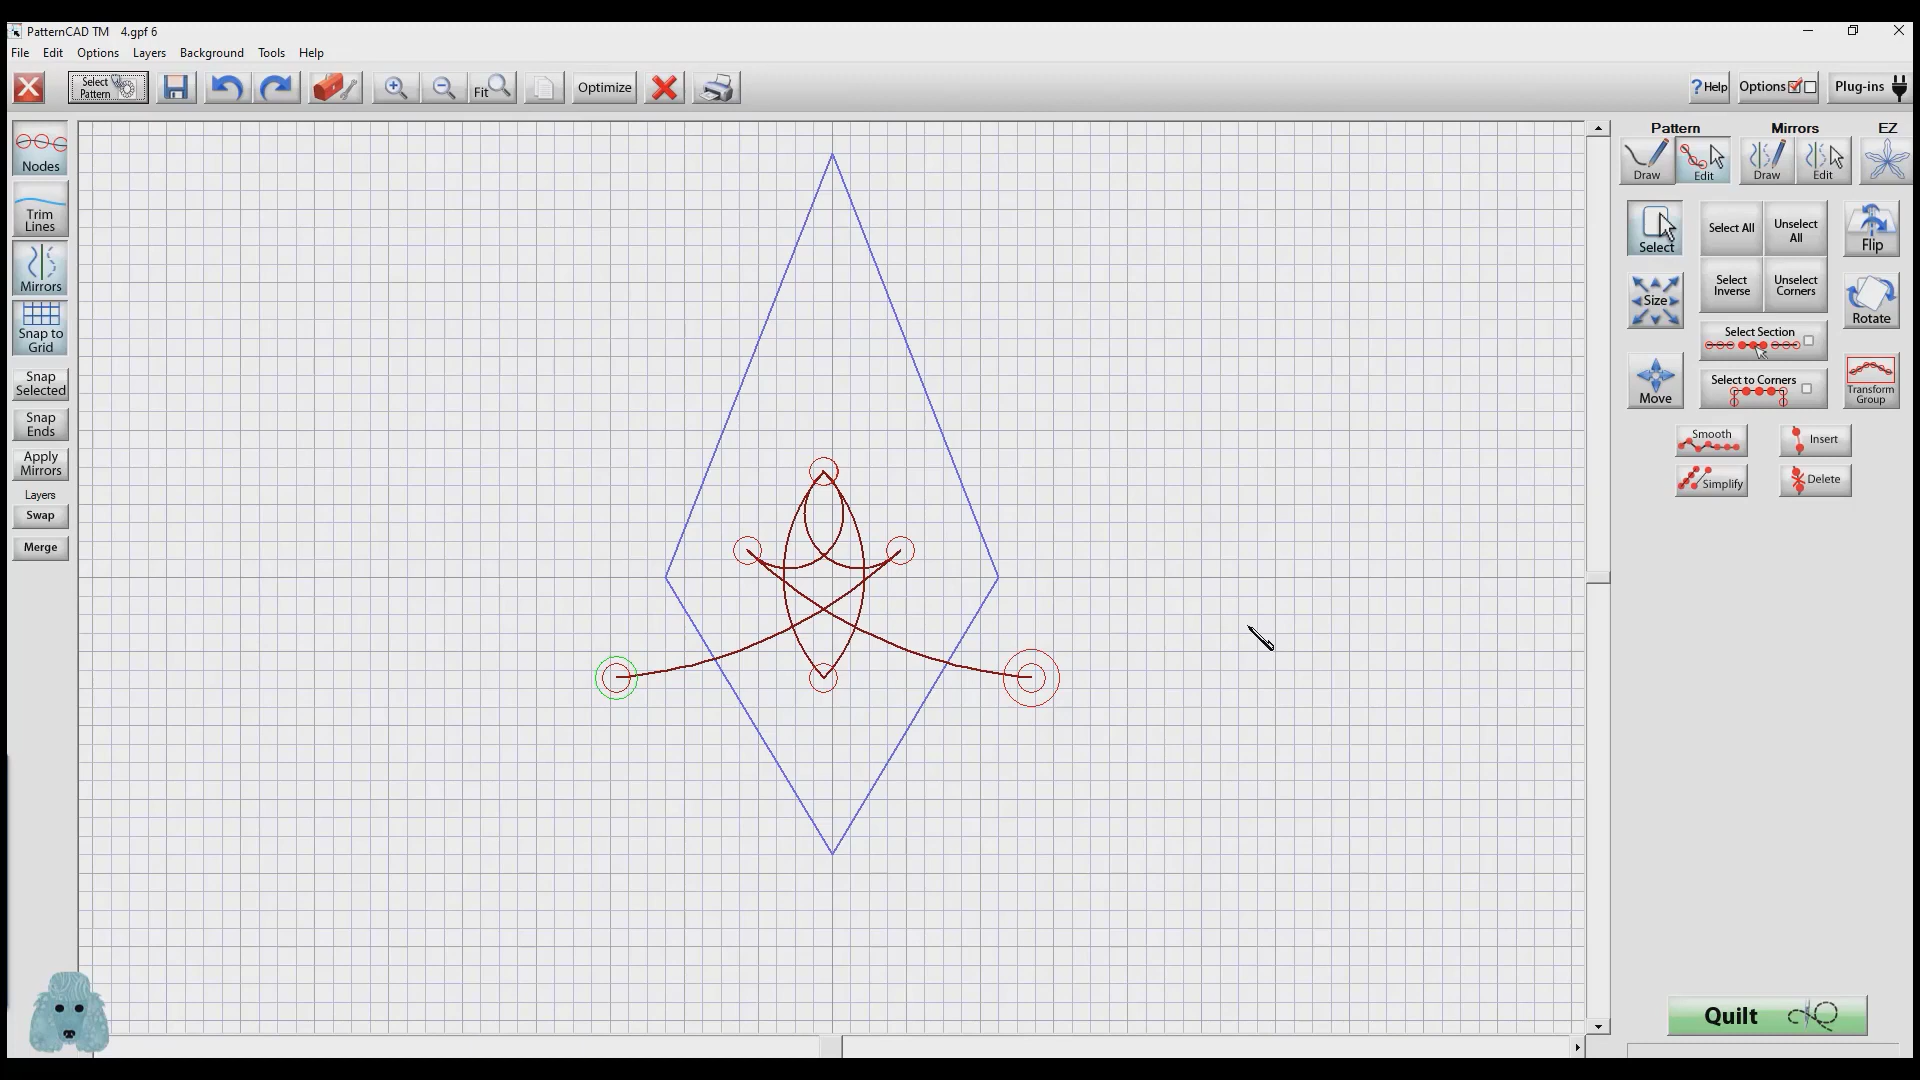 PatternCAD TM 4.gpf 6
File Edit Options Layers Background Tools Help
Select
Pattern
Fit
Optimize
?Help
Options
Plug-ins
Nodes
Trim
Lines
Mirrors
Snap to
Grid
Snap
Selected
Snap
Ends
Apply
Mirrors
Layers
Swap
Merge
Pattern Mirrors EZ
Draw Edit Draw Edit
Select
Select All
Unselect
All
Flip
Size
Select
Inverse
Unselect
Corners
Rotate
Select Section
Move
Select to Corners
Transform
Group
Smooth Insert
Simplify Delete
Quilt